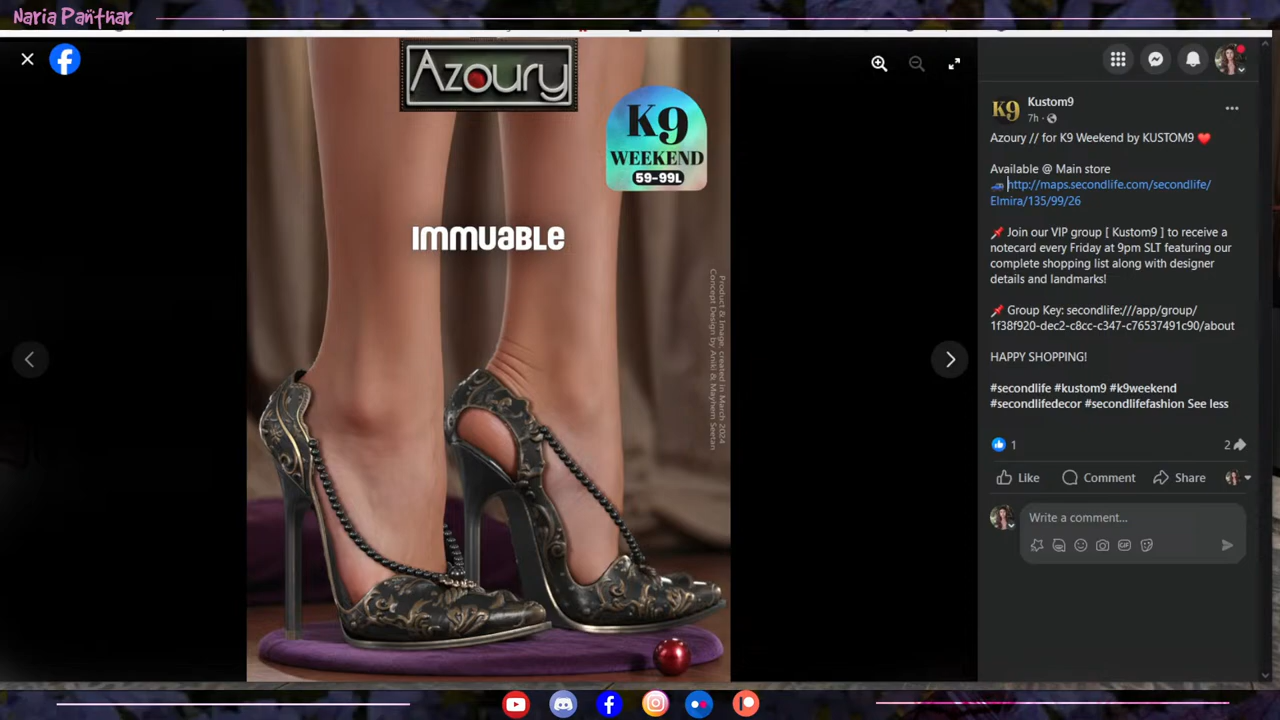 Naria Panthar
Azoury
K9
WEEKEND
59-99L
IMMUABLE
Product & Image, created in March 2024
Concept Design by Aniki & Mayhem Seetan
K9
Kustom9
7h ·
Azoury // for K9 Weekend by KUSTOM9
Available @ Main store
http://maps.secondlife.com/secondlife/
Elmira/135/99/26
Join our VIP group [ Kustom9 ] to receive a
notecard every Friday at 9pm SLT featuring our
complete shopping list along with designer
details and landmarks!
Group Key: secondlife:///app/group/
1f38f920-dec2-c8cc-c347-c76537491c90/about
HAPPY SHOPPING!
#secondlife #kustom9 #k9weekend
#secondlifedecor #secondlifefashion See less
1
2
Like
Comment
Share
Write a comment...
GIF